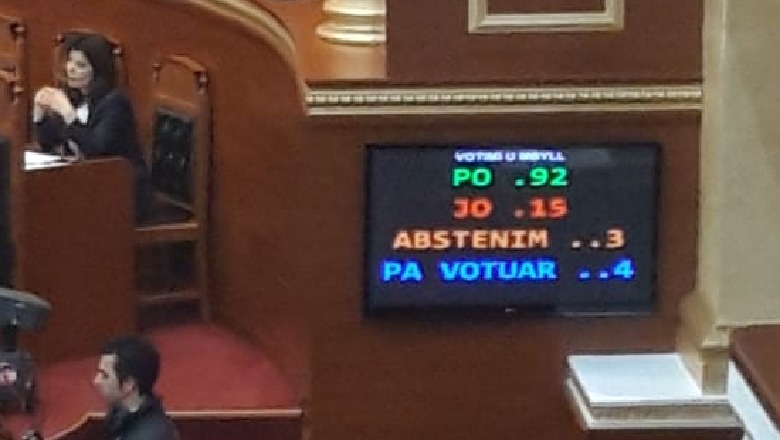 VOTIMI U MBYLL
PO .92
JO .15
ABSTENIM ..3
PA VOTUAR ..4